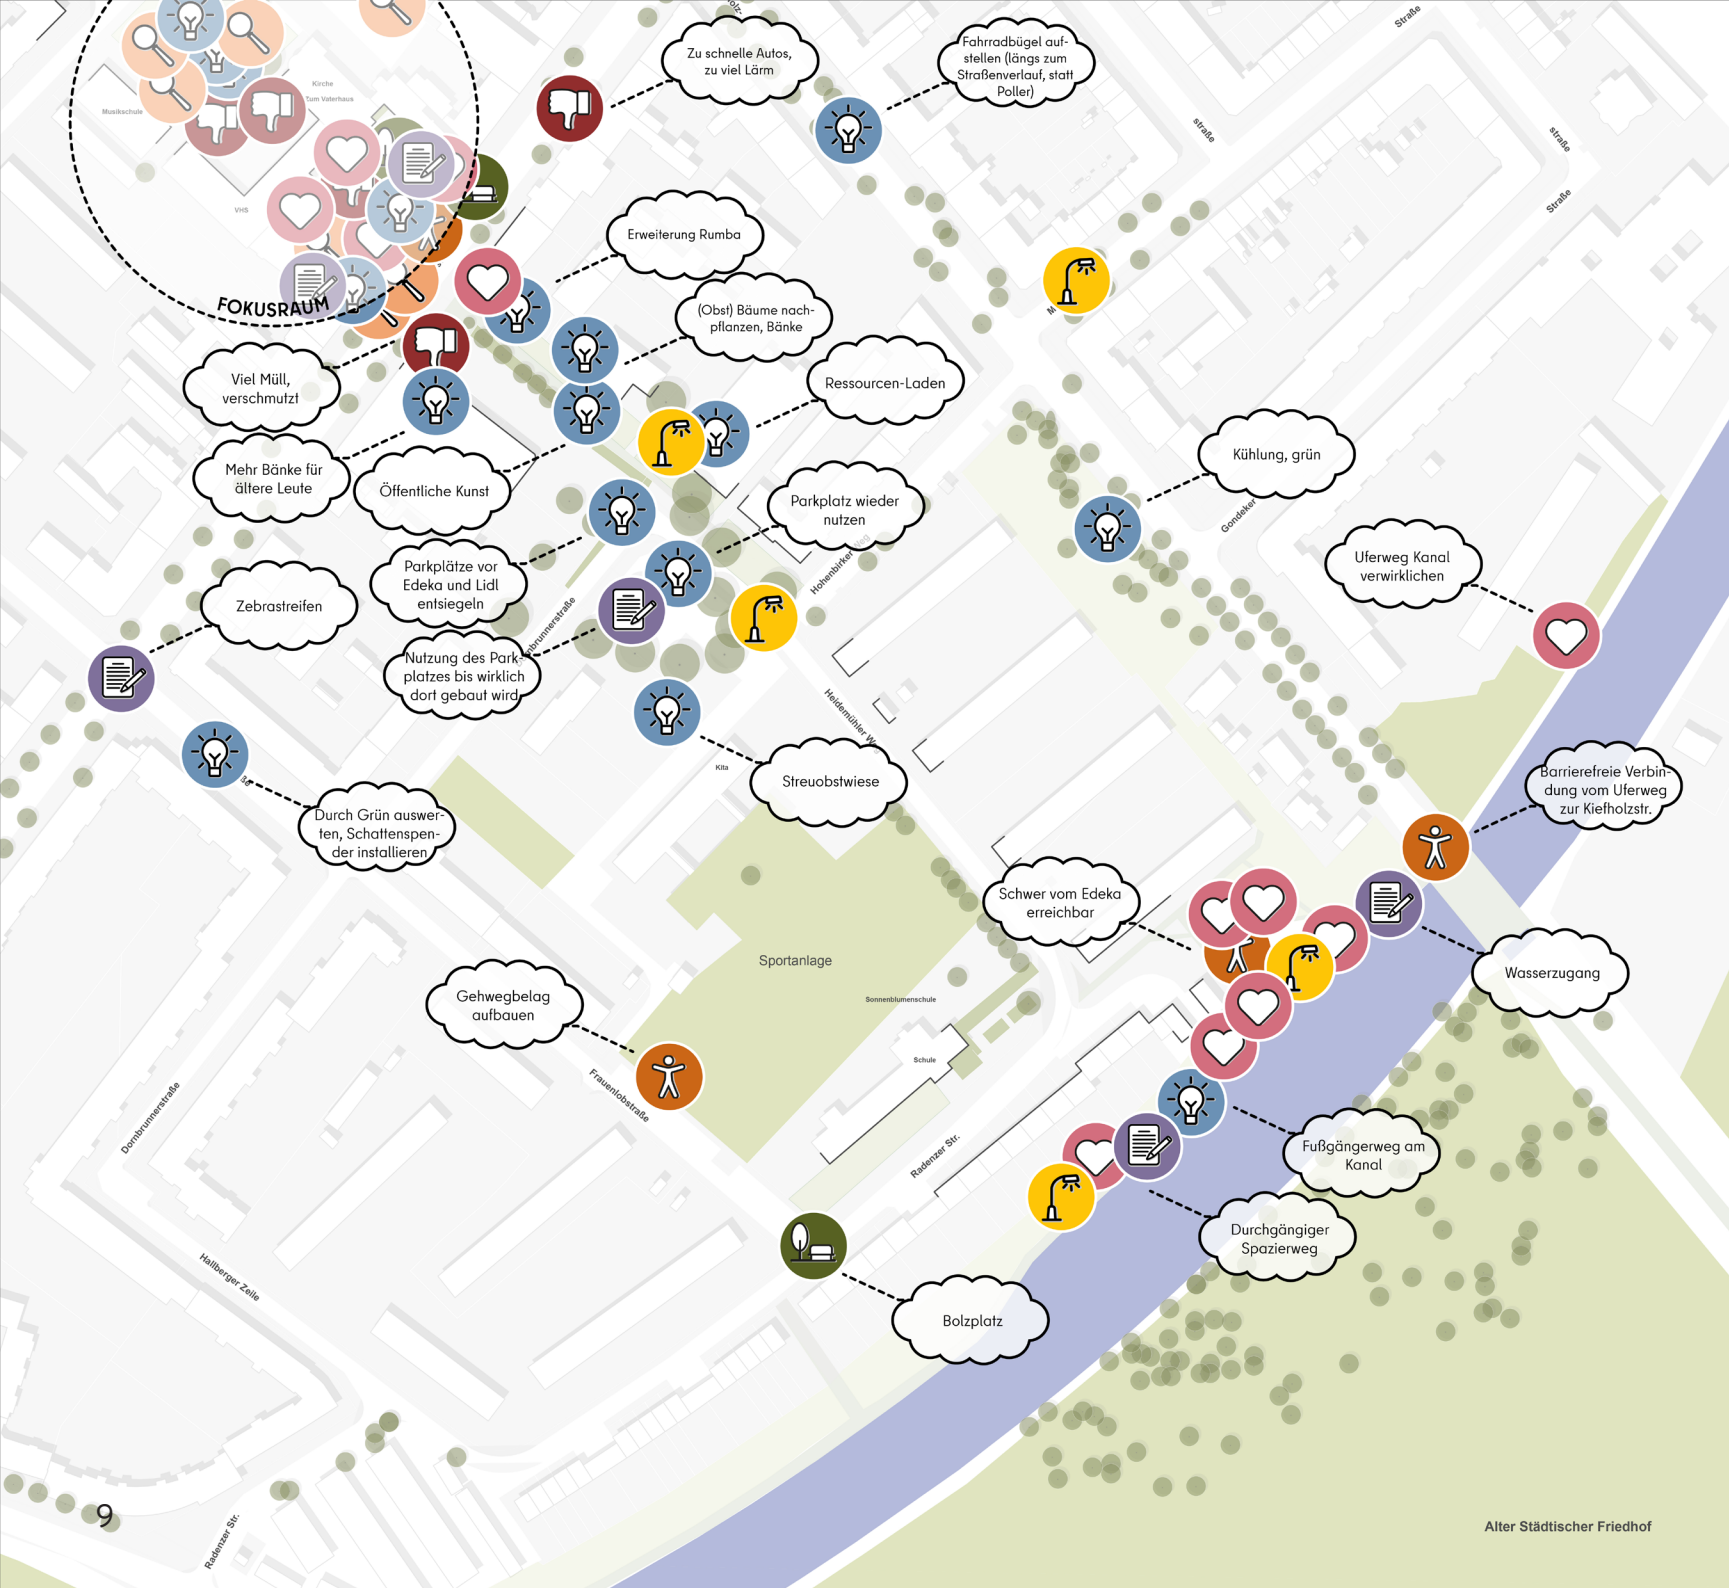 Zu schnelle Autos,
zu viel Lärm
Fahrradbügel auf-
stellen (längs zum
Straßenverlauf, statt
Poller)
Straße
straße
straße
Straße
Kirche
Zum Vaterhaus
Musikschule
VHS
FOKUSRAUM
Erweiterung Rumba
(Obst) Bäume nach-
pflanzen, Bänke
Ressourcen-Laden
Viel Müll,
verschmutzt
Mehr Bänke für
ältere Leute
Öffentliche Kunst
Kühlung, grün
Parkplatz wieder
nutzen
Gondeker
Hohenbirker Weg
Uferweg Kanal
verwirklichen
Parkplätze vor
Edeka und Lidl
entsiegeln
Zebrastreifen
Nutzung des Park-
platzes bis wirklich
dort gebaut wird
Heidemühler W
Kita
Streuobstwiese
Durch Grün auswer-
ten, Schattenspen-
der installieren
Barrierefreie Verbin-
dung vom Uferweg
zur Kiefholzstr.
Schwer vom Edeka
erreichbar
Sportanlage
Wasserzugang
Sonnenblumenschule
Gehwegbelag
aufbauen
Schule
Frauenlobstraße
Dornbrunnerstraße
Radenzer Str.
Fußgängerweg am
Kanal
Durchgängiger
Spazierweg
Hallberger Zeile
Bolzplatz
9
Radenzer Str.
Alter Städtischer Friedhof